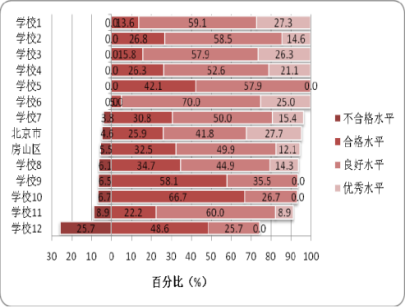 学校1 0.0 13.6 59.1 27.3
学校2 0.0 26.8 58.5 14.6
学校3 0.0 15.8 57.9 26.3
学校4 0.0 26.3 52.6 21.1
学校5 0.0 42.1 57.9 0.0
学校6 0.0 5.0 70.0 25.0
学校7 3.8 30.8 50.0 15.4
北京市 4.6 25.9 41.8 27.7
房山区 5.5 32.5 49.9 12.1
学校8 6.1 34.7 44.9 14.3
学校9 6.5 58.1 35.5 0.0
学校10 6.7 66.7 26.7 0.0
学校11 8.9 22.2 60.0 8.9
学校12 25.7 48.6 25.7 0.0
30 20 10 0 10 20 30 40 50 60 70 80 90 100
百分比（%）
不合格水平
合格水平
良好水平
优秀水平